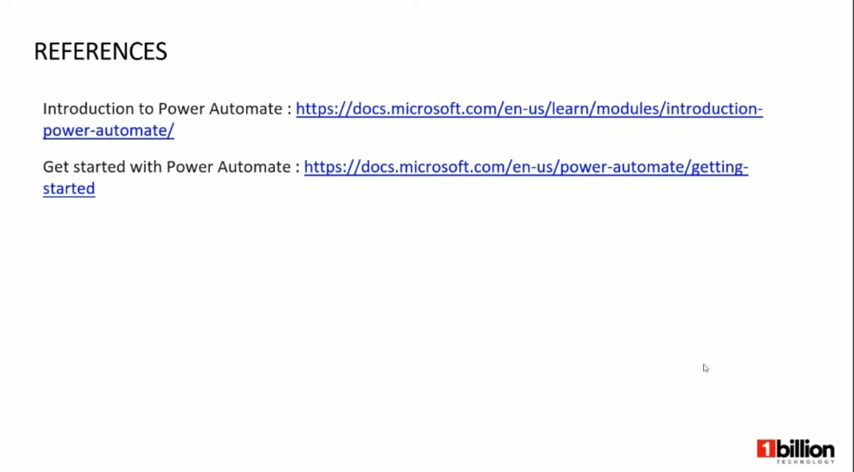 REFERENCES
Introduction to Power Automate : https://docs.microsoft.com/en-us/learn/modules/introduction-
power-automate/
Get started with Power Automate : https://docs.microsoft.com/en-us/power-automate/getting-
started
1billion
TECHNOLOGY